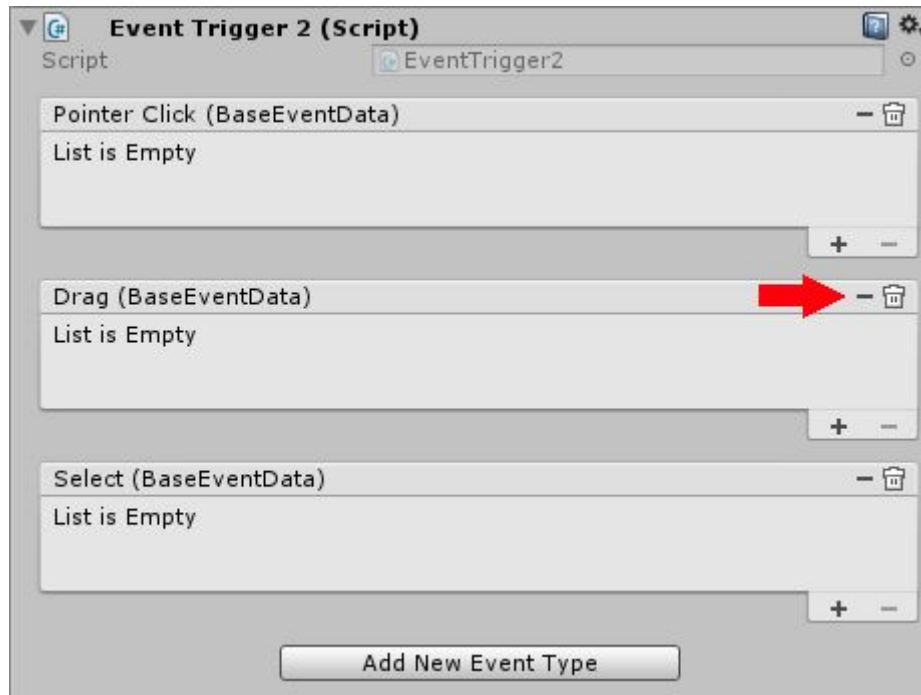 Event Trigger 2 (Script)
Script EventTrigger2
Pointer Click (BaseEventData)
List is Empty
Drag (BaseEventData)
List is Empty
Select (BaseEventData)
List is Empty
Add New Event Type